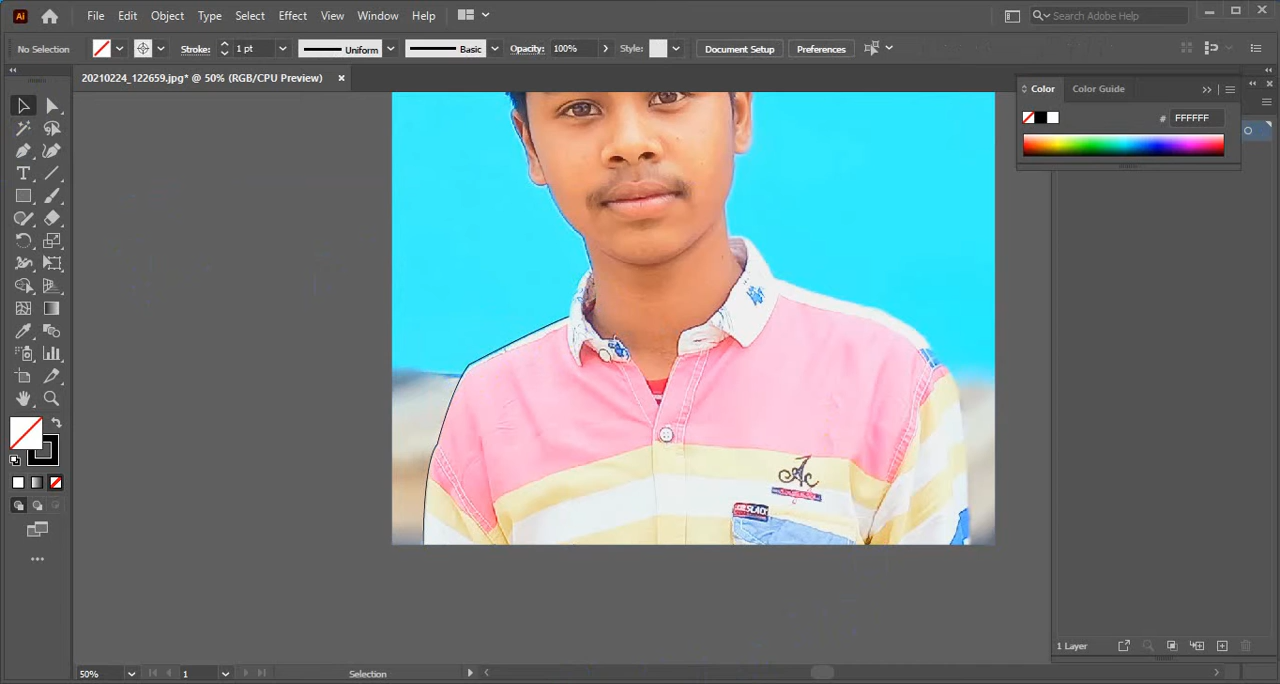 Ai File Edit Object Type Select Effect View Window Help Search Adobe Help
No Selection Stroke: 1 pt Uniform Basic Opacity: 100% Style: Document Setup Preferences
20210224_122659.jpg* @ 50% (RGB/CPU Preview)
Color Color Guide
# FFFFFF
Ac
1 Layer
50% 1 Selection